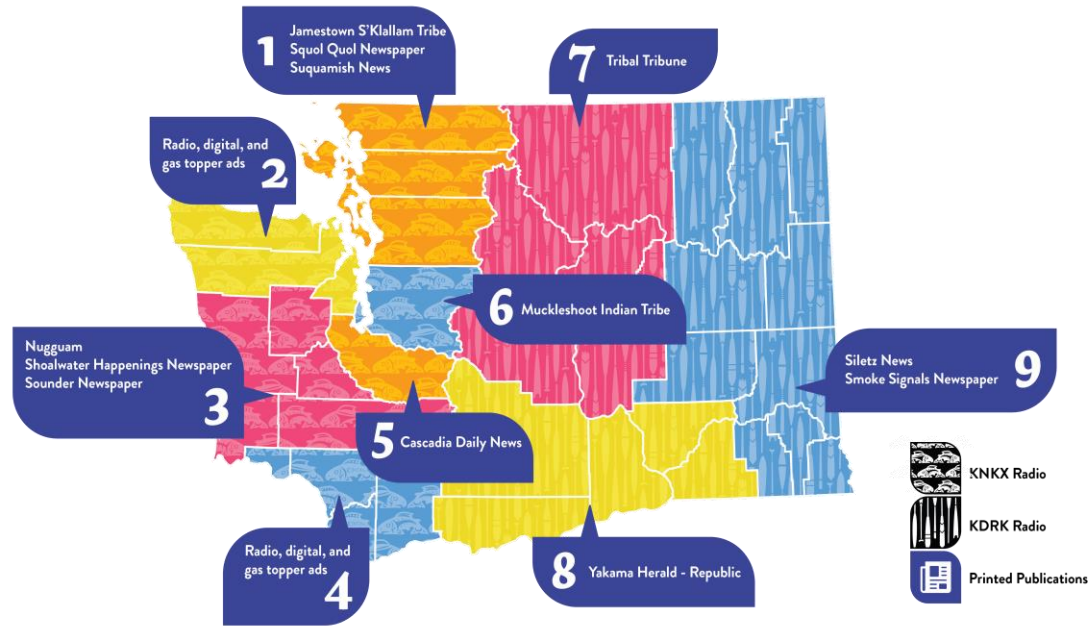 1
Jamestown S'Klallam Tribe
Squol Quol Newspaper
Suquamish News
7
Tribal Tribune
Radio, digital, and
gas topper ads
2
6
Muckleshoot Indian Tribe
Nugguam
Shoalwater Happenings Newspaper
Sounder Newspaper
3
Siletz News
Smoke Signals Newspaper
9
5
Cascadia Daily News
Radio, digital, and
gas topper ads
4
8
Yakama Herald - Republic
KNKX Radio
KDRK Radio
Printed Publications